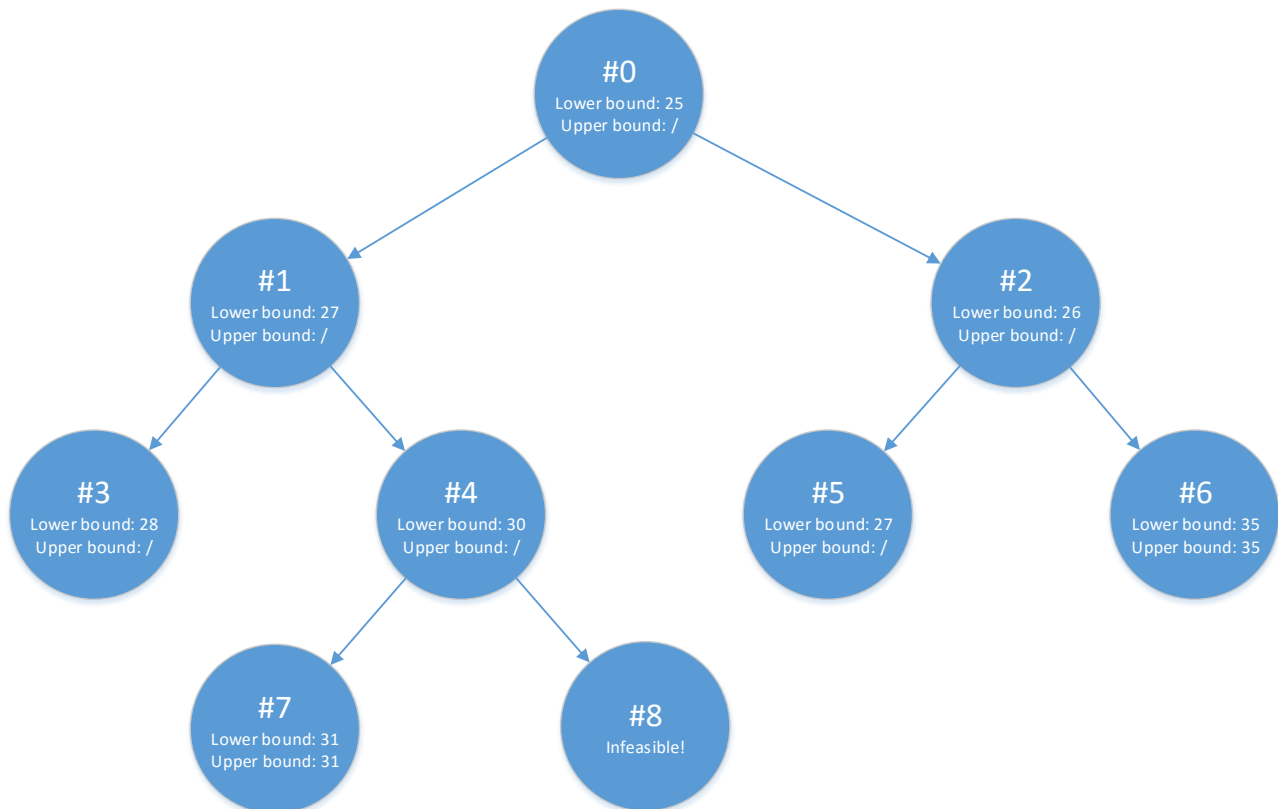 #0
Lower bound: 25
Upper bound: /
#1
Lower bound: 27
Upper bound: /
#2
Lower bound: 26
Upper bound: /
#3
Lower bound: 28
Upper bound: /
#4
Lower bound: 30
Upper bound: /
#5
Lower bound: 27
Upper bound: /
#6
Lower bound: 35
Upper bound: 35
#7
Lower bound: 31
Upper bound: 31
#8
Infeasible!